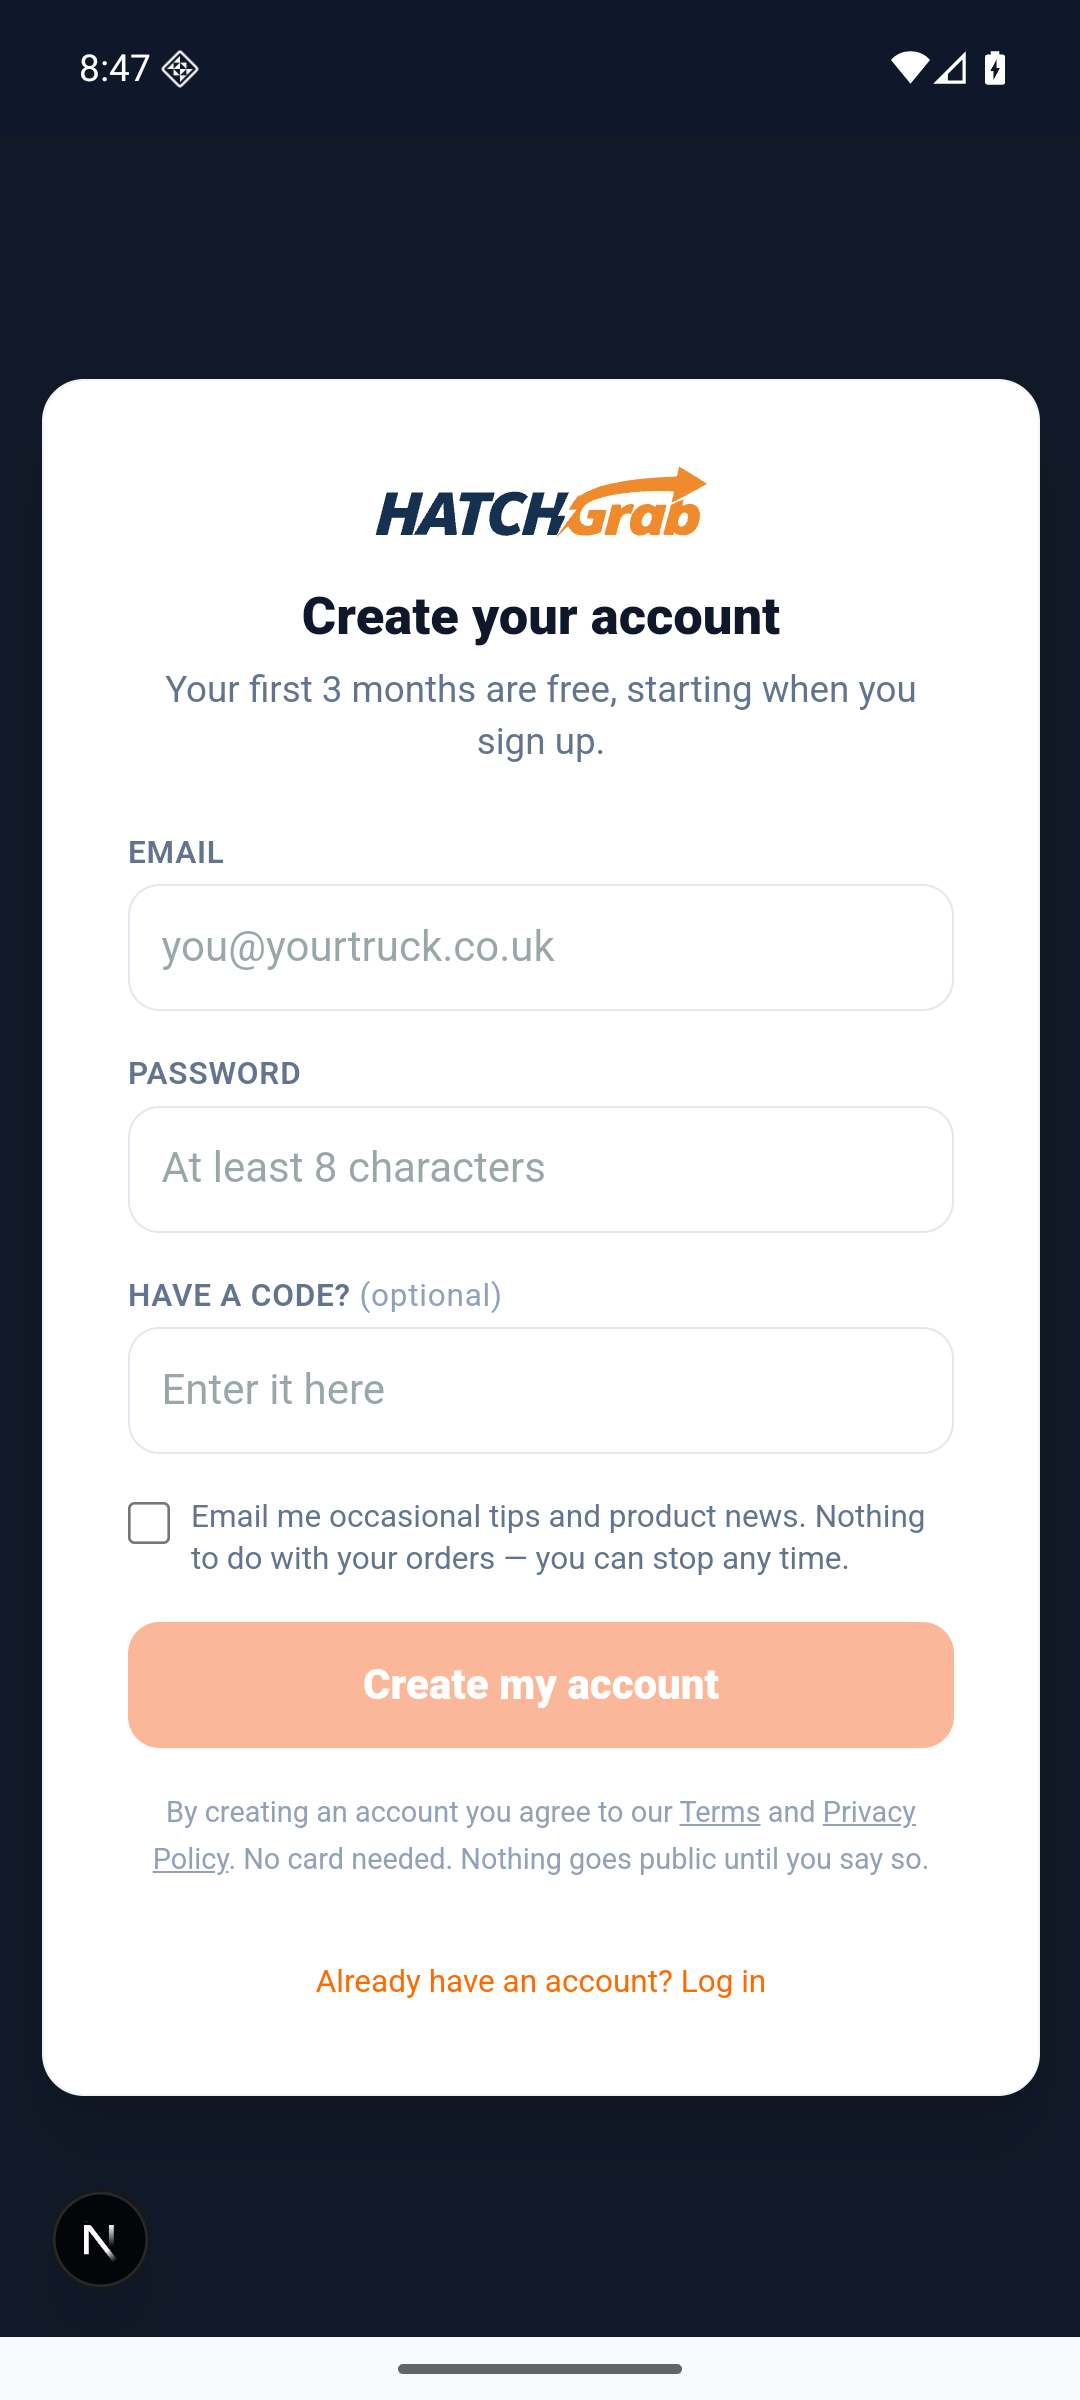 8:47
HATCHGrab
Create your account
Your first 3 months are free, starting when you
sign up.
EMAIL
you@yourtruck.co.uk
PASSWORD
At least 8 characters
HAVE A CODE? (optional)
Enter it here
Email me occasional tips and product news. Nothing
to do with your orders — you can stop any time.
Create my account
By creating an account you agree to our Terms and Privacy
Policy. No card needed. Nothing goes public until you say so.
Already have an account? Log in
N